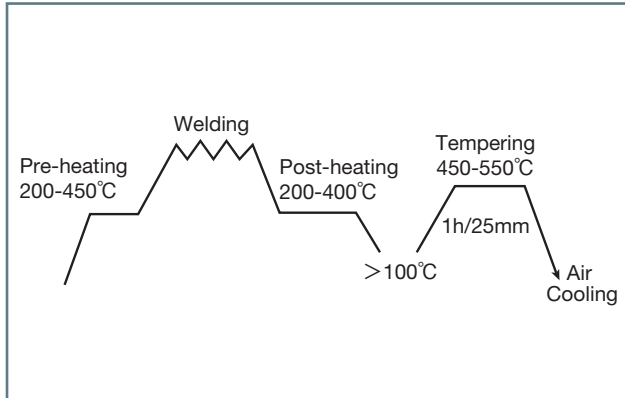 Welding
Pre-heating
200-450℃
Post-heating
200-400℃
>100℃
Tempering
450-550℃
1h/25mm
Air
Cooling